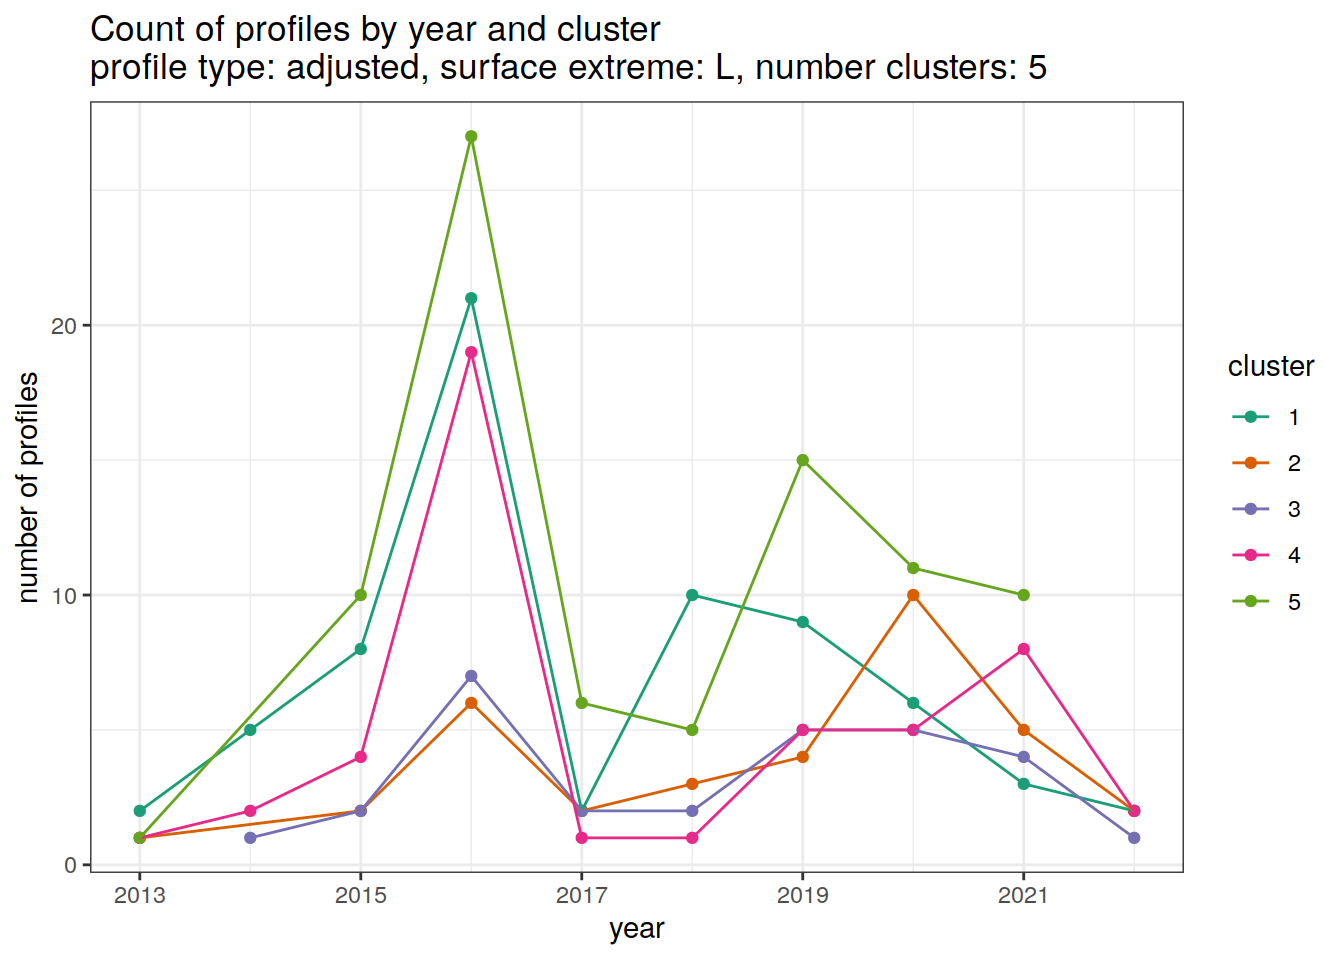 Count of profiles by year and cluster
profile type: adjusted, surface extreme: L, number clusters: 5
number of profiles
20
10
0
2013 2015 2017 2019 2021
year
cluster
1
2
3
4
5